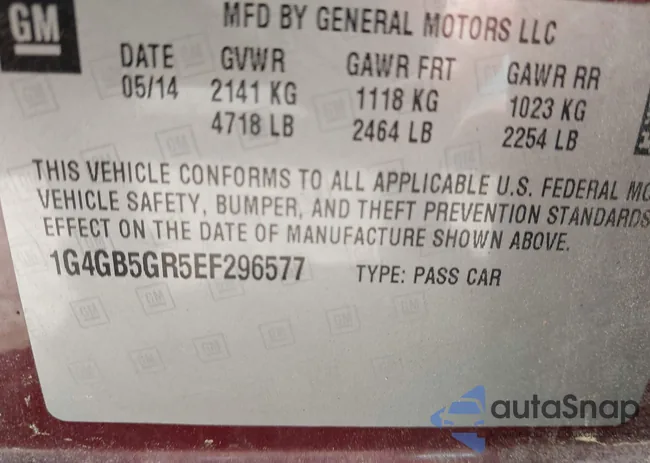 GM
MFD BY GENERAL MOTORS LLC
DATE GVWR GAWR FRT GAWR RR
05/14 2141 KG 1118 KG 1023 KG
4718 LB 2464 LB 2254 LB
THIS VEHICLE CONFORMS TO ALL APPLICABLE U.S. FEDERAL MO
VEHICLE SAFETY, BUMPER, AND THEFT PREVENTION STANDARDS
EFFECT ON THE DATE OF MANUFACTURE SHOWN ABOVE.
1G4GB5GR5EF296577 TYPE: PASS CAR
autoSnap